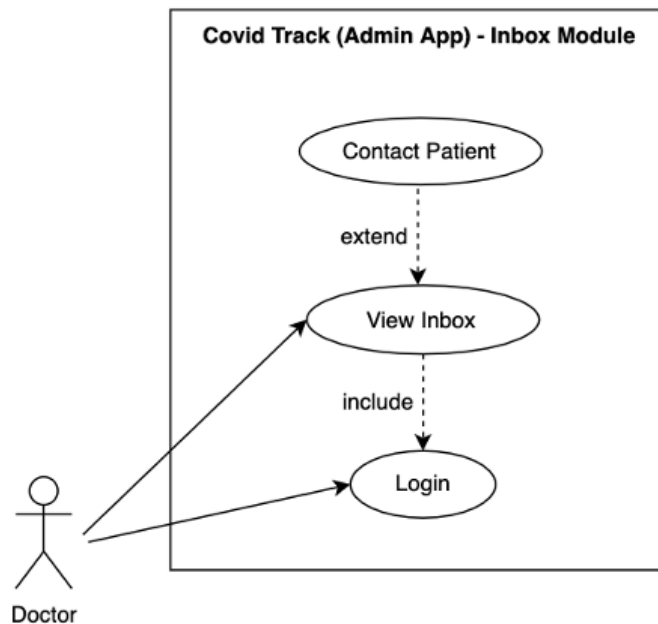 Covid Track (Admin App) - Inbox Module
Contact Patient
extend
View Inbox
include
Login
Doctor